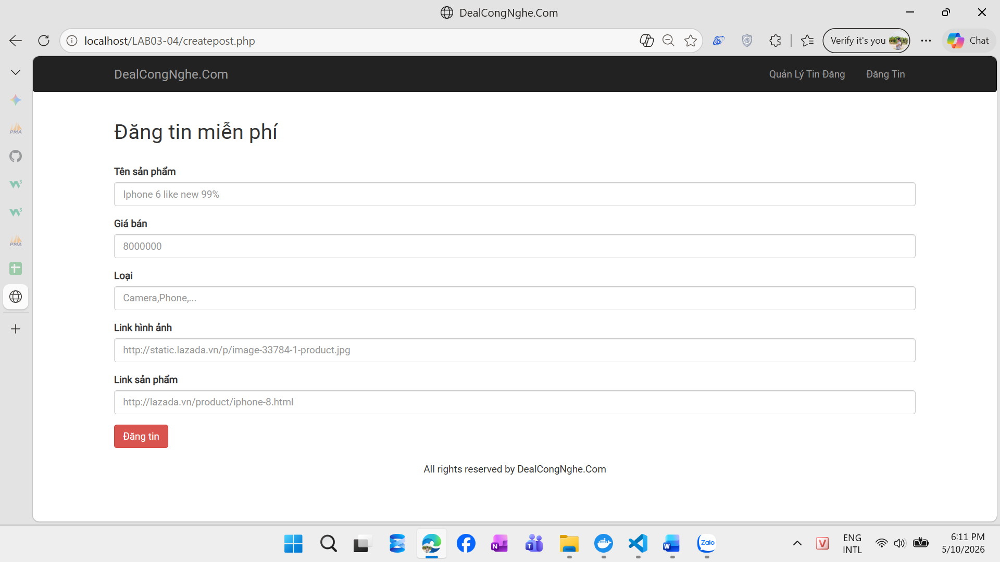 DealCongNghe.Com
localhost/LAB03-04/createpost.php
Verify it's you
Chat
DealCongNghe.Com
Quản Lý Tin Đăng
Đăng Tin
PMA
PMA
Đăng tin miễn phí
Tên sản phẩm
Iphone 6 like new 99%
Giá bán
8000000
Loại
Camera,Phone,...
Link hình ảnh
http://static.lazada.vn/p/image-33784-1-product.jpg
Link sản phẩm
http://lazada.vn/product/iphone-8.html
Đăng tin
All rights reserved by DealCongNghe.Com
Zalo
ENG
INTL
6:11 PM
5/10/2026